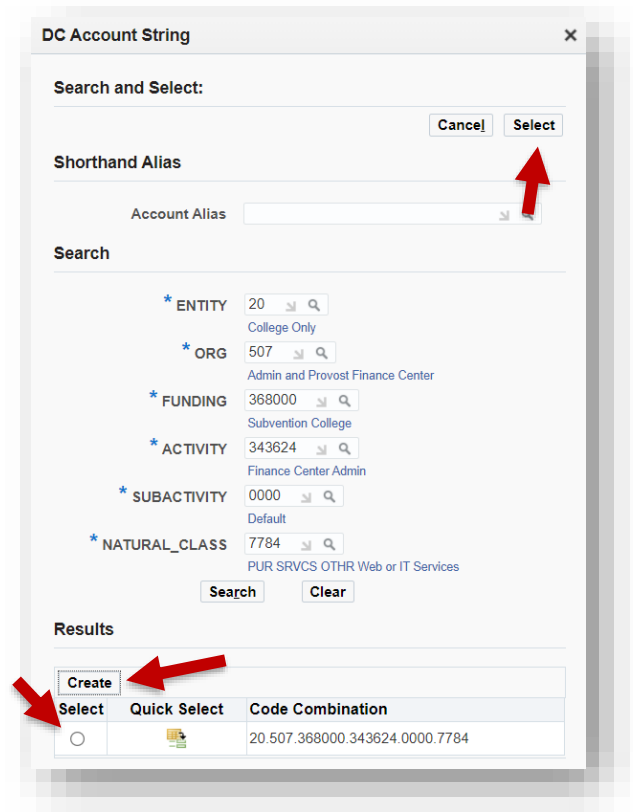 DC Account String
Search and Select:
Cancel Select
Shorthand Alias
Account Alias
Search
* ENTITY 20
College Only
* ORG 507
Admin and Provost Finance Center
* FUNDING 368000
Subvention College
* ACTIVITY 343624
Finance Center Admin
* SUBACTIVITY 0000
Default
* NATURAL_CLASS 7784
PUR SRVCS OTHR Web or IT Services
Search Clear
Results
Create
Select Quick Select Code Combination
20.507.368000.343624.0000.7784